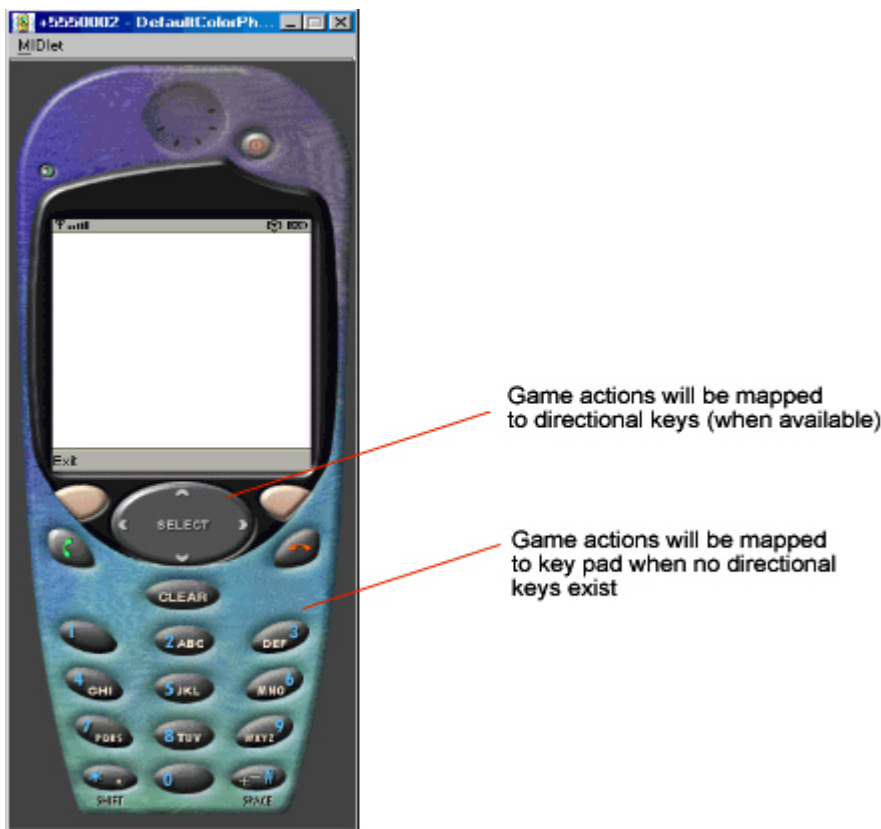 +5550002 - DefaultColorPh...
MIDlet
Exit
SELECT
Game actions will be mapped
to directional keys (when available)
Game actions will be mapped
to key pad when no directional
keys exist
CLEAR
1
2 ABC
DEF 3
4 GHI
5 JKL
MNO 6
7 PQRS
8 TUV
WXYZ 9
* .
0
SHIFT
SPACE